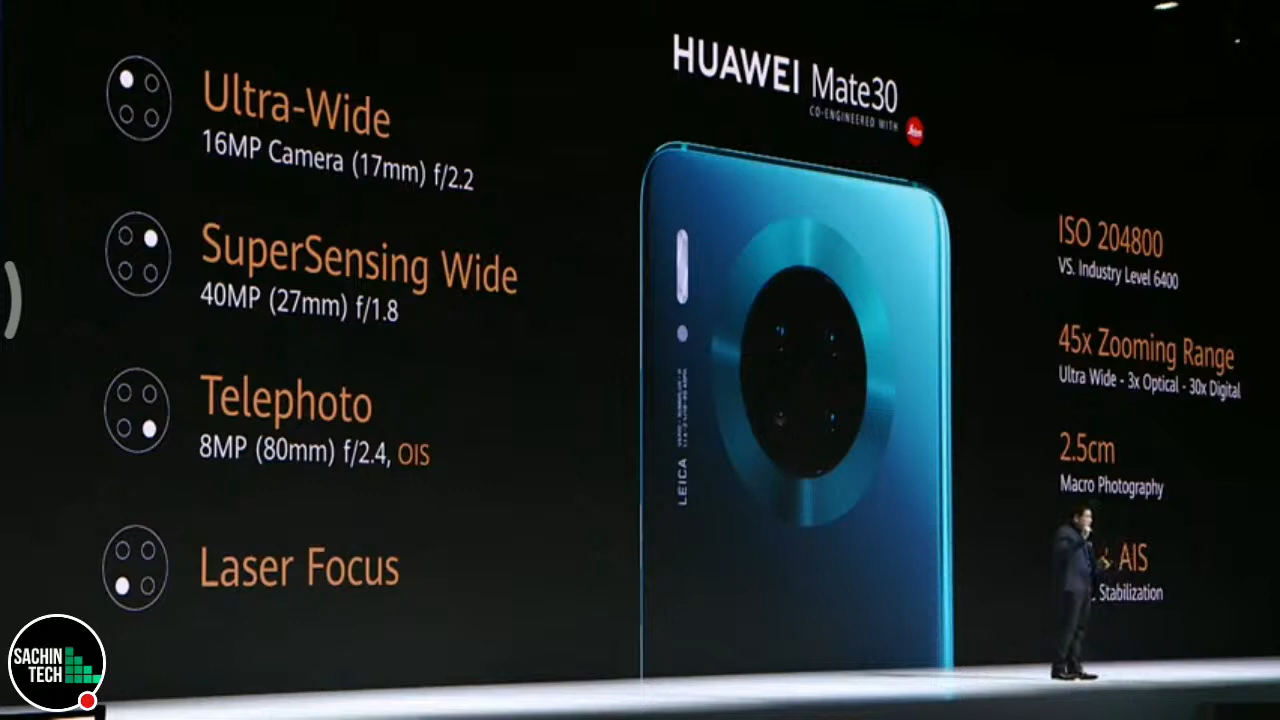 HUAWEI Mate30
CO-ENGINEERED WITH
Leica
Ultra-Wide
16MP Camera (17mm) f/2.2
SuperSensing Wide
40MP (27mm) f/1.8
Telephoto
8MP (80mm) f/2.4, OIS
Laser Focus
LEICA
ISO 204800
VS. Industry Level 6400
45x Zooming Range
Ultra Wide - 3x Optical - 30x Digital
2.5cm
Macro Photography
AIS
Stabilization
SACHIN
TECH